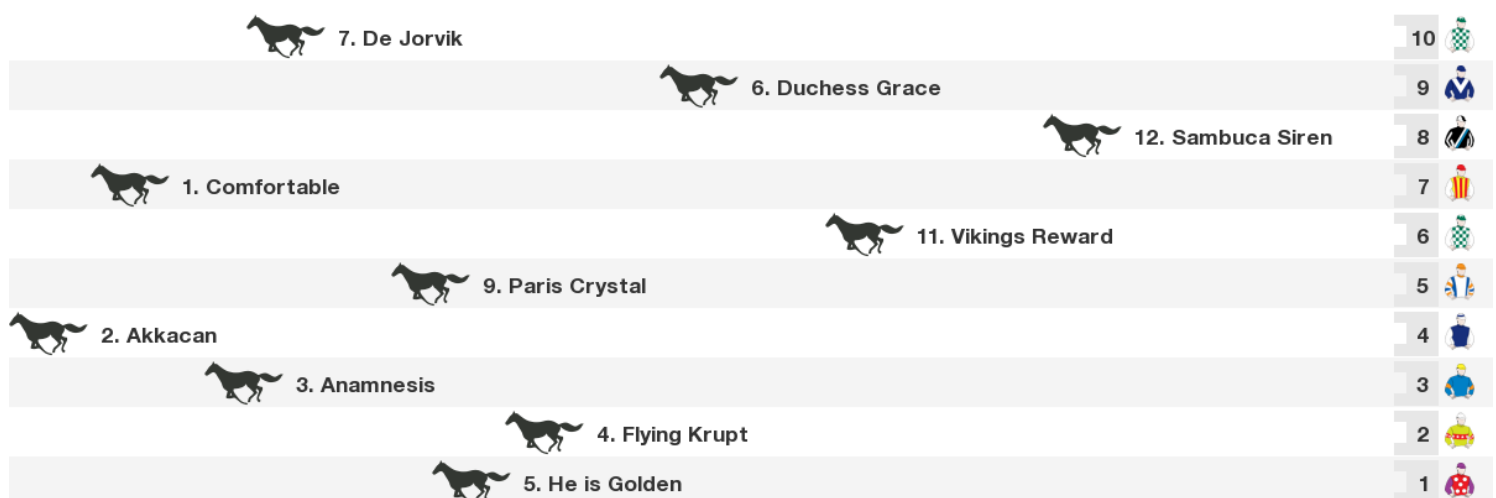 7. De Jorvik 10
6. Duchess Grace 9
12. Sambuca Siren 8
1. Comfortable 7
11. Vikings Reward 6
9. Paris Crystal 5
2. Akkacan 4
3. Anamnesis 3
4. Flying Krupt 2
5. He is Golden 1